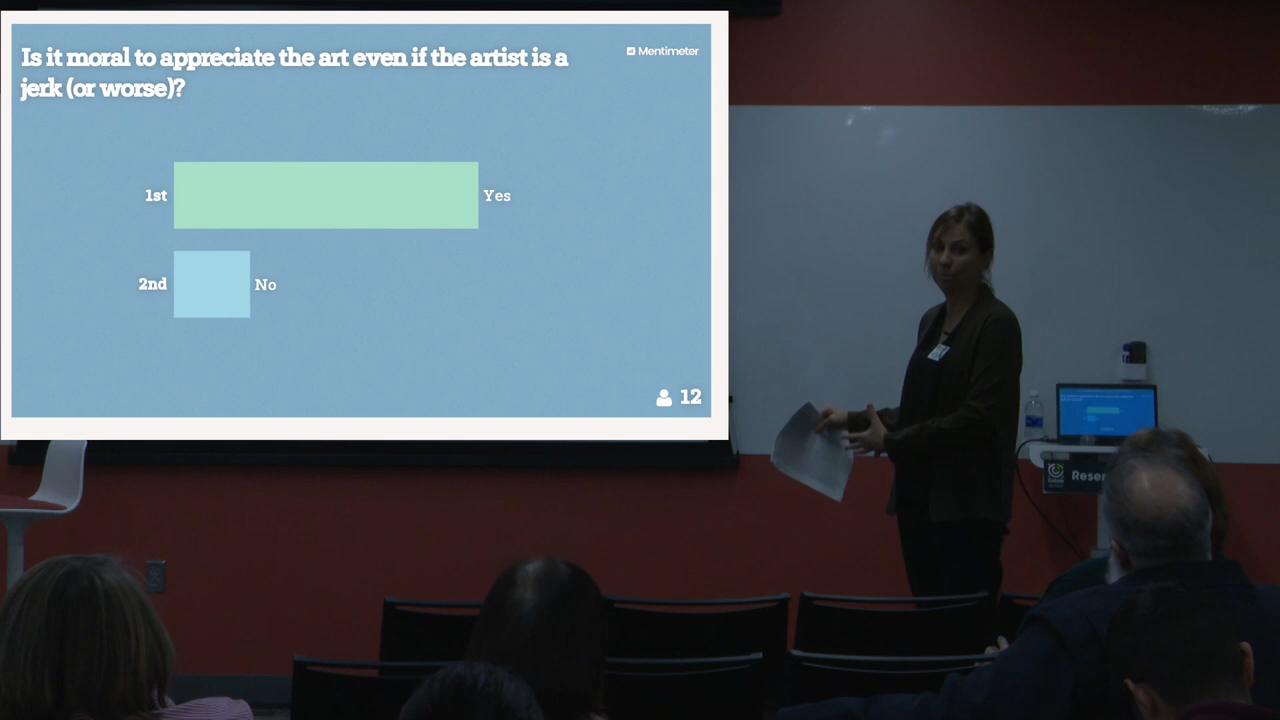 Is it moral to appreciate the art even if the artist is a
jerk (or worse)?
Mentimeter
1st
Yes
2nd
No
12